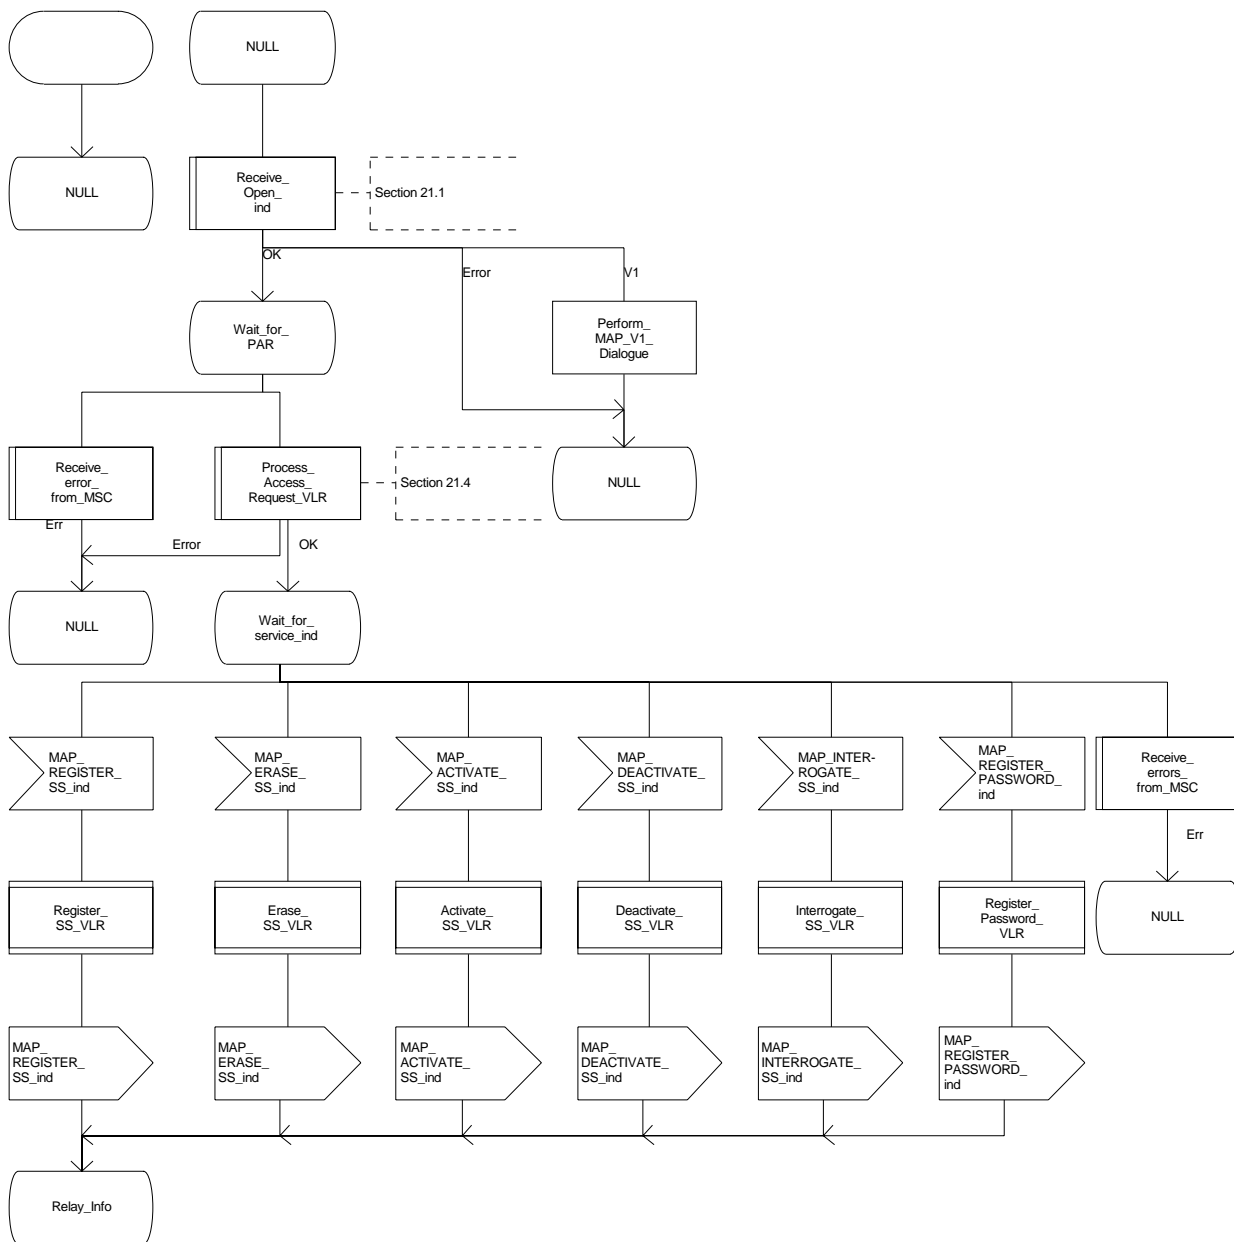 NULL
NULL
Receive_
Open_
ind
Section 21.1
OK
Error
V1
Wait_for_
PAR
Perform_
MAP_V1_
Dialogue
Receive_
error_
from_MSC
Process_
Access_
Request_VLR
Section 21.4
NULL
Err
Error
OK
NULL
Wait_for_
service_ind
MAP_
REGISTER_
SS_ind
MAP_
ERASE_
SS_ind
MAP_
ACTIVATE_
SS_ind
MAP_
DEACTIVATE_
SS_ind
MAP_INTER-
ROGATE_
SS_ind
MAP_
REGISTER_
PASSWORD_
ind
Receive_
errors_
from_MSC
Err
Register_
SS_VLR
Erase_
SS_VLR
Activate_
SS_VLR
Deactivate_
SS_VLR
Interrogate_
SS_VLR
Register_
Password_
VLR
NULL
MAP_
REGISTER_
SS_ind
MAP_
ERASE_
SS_ind
MAP_
ACTIVATE_
SS_ind
MAP_
DEACTIVATE_
SS_ind
MAP_
INTERROGATE_
SS_ind
MAP_
REGISTER_
PASSWORD_
ind
Relay_Info